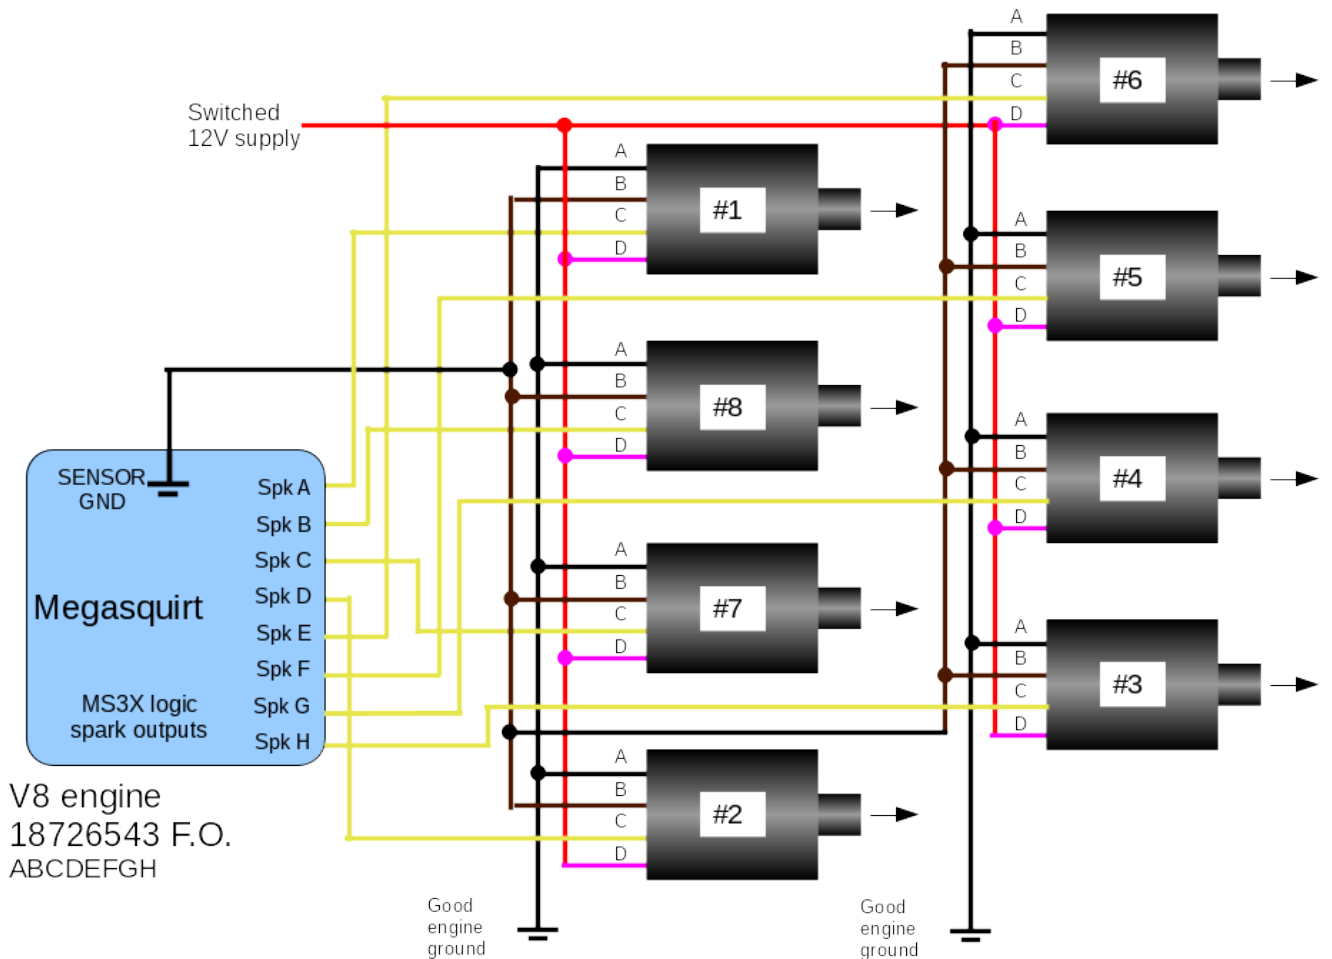 Switched
12V supply
A
B
C
D
#6
A
B
C
D
#1
A
B
C
D
#5
A
B
C
D
#8
A
B
C
D
#4
A
B
C
D
#7
A
B
C
D
#3
A
B
C
D
#2
SENSOR
GND
Spk A
Spk B
Spk C
Spk D
Megasquirt
Spk E
Spk F
MS3X logic
spark outputs
Spk G
Spk H
V8 engine
18726543 F.O.
ABCDEFGH
Good
engine
ground
Good
engine
ground